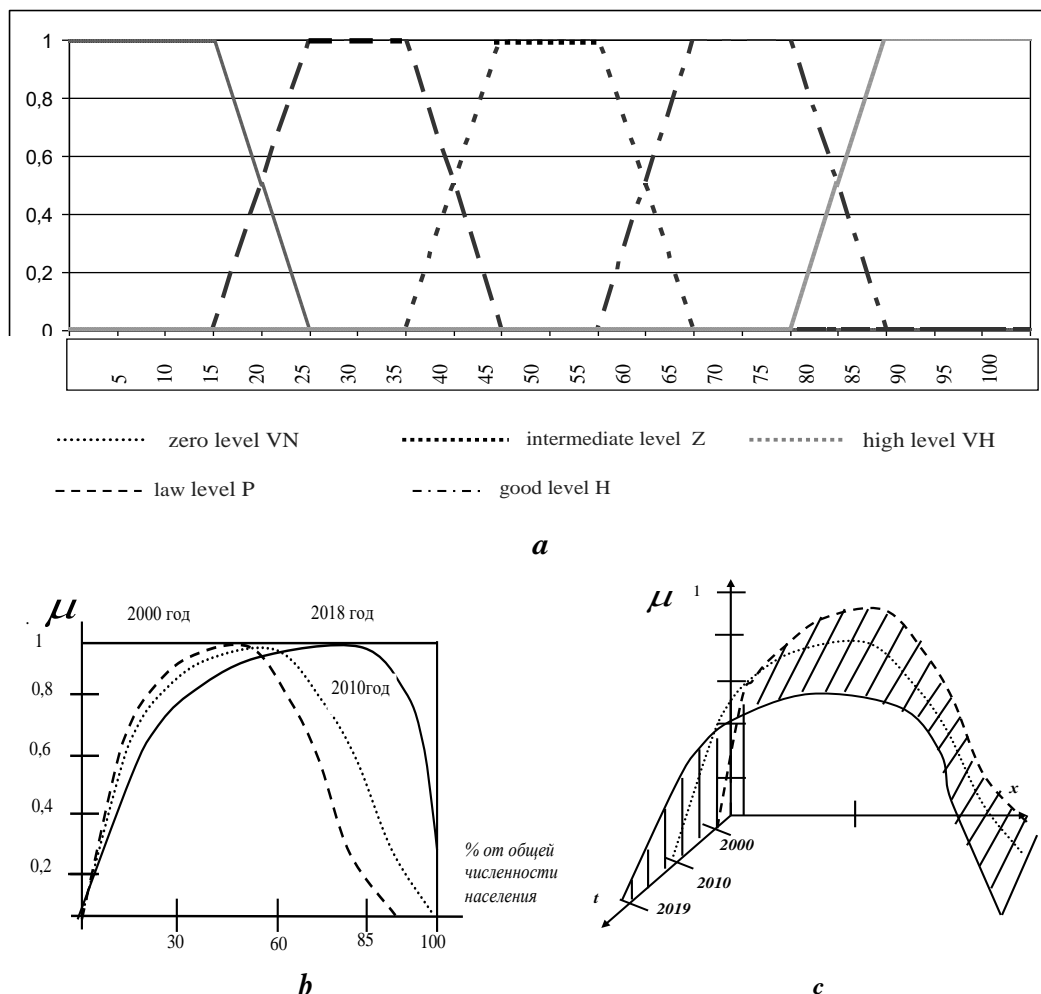 1
0,8
0,6
0,4
0,2
0
5 10 15 20 25 30 35 40 45 50 55 60 65 70 75 80 85 90 95 100
zero level VN intermediate level Z high level VH
law level P good level H
a
μ 2000 год 2018 год
1
2010год
0,8
0,6
0,4
0,2
% от общей
численности
населения
30 60 85 100
b
μ 1
x
2000
2010
t 2019
c